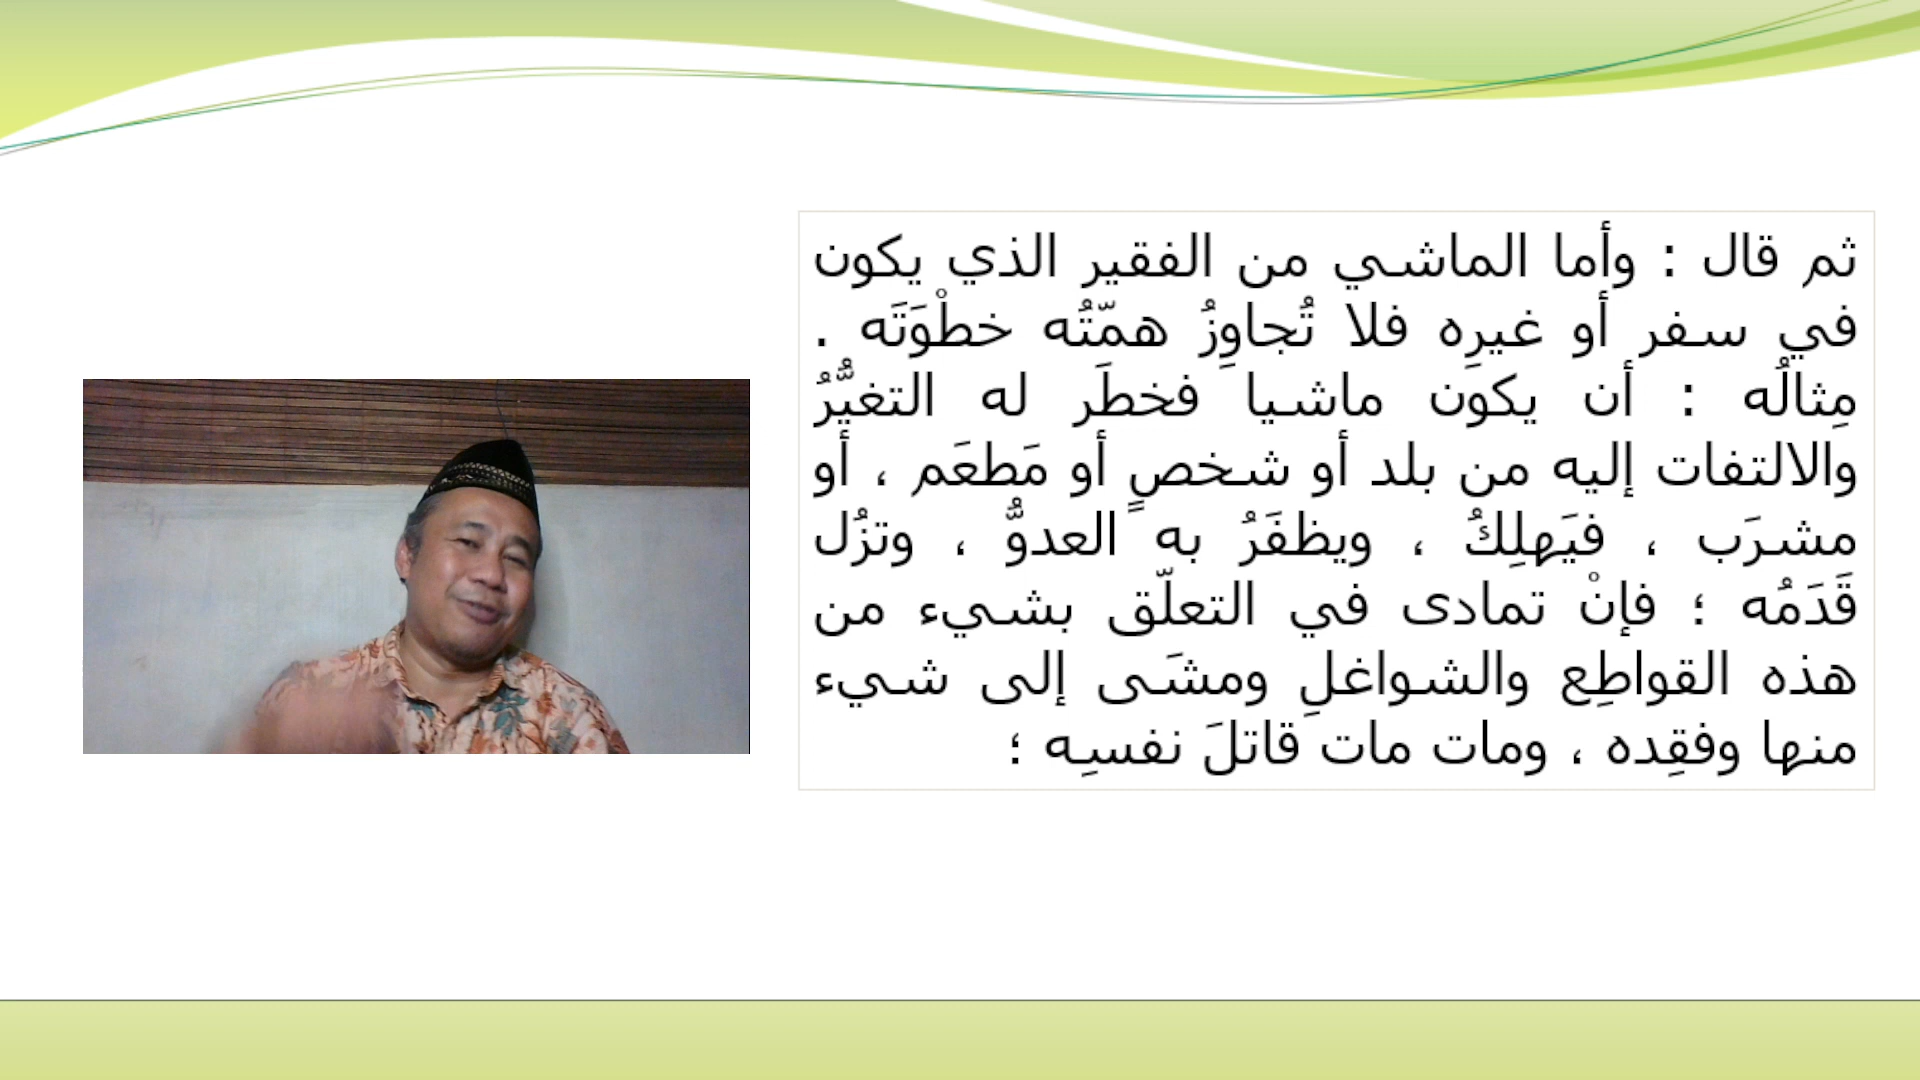 ثم قال : وأما الماشي من الفقير الذي يكون
في سفر أو غيرِه فلا تُجاوِزُ همّتُه خطْوَتَه .
مِثالُه : أن يكون ماشيا فخطَر له التغيُّرُ
والالتفات إليه من بلد أو شخصٍ أو مَطعَم ، أو
مشرَب ، فيَهلِكُ ، ويظفَرُ به العدوُّ ، وتزُل
قَدَمُه ؛ فإنْ تمادى في التعلّق بشيء من
هذه القواطِع والشواغلِ ومشَى إلى شيء
منها وفقِده ، ومات مات قاتلَ نفسِه ؛